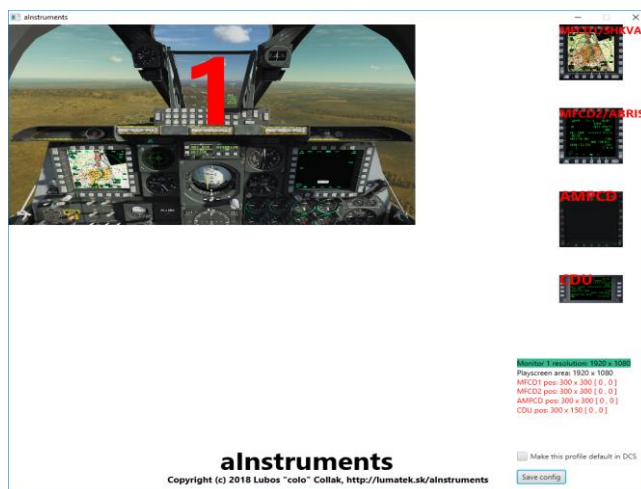 aInstruments
1
MFCD2/ABRIS
AMPCD
CDU
Monitor 1 resolution: 1920 x 1080
Playscreen area: 1920 x 1080
MFCD1 pos: 300 x 300 [ 0 , 0 ]
MFCD2 pos: 300 x 300 [ 0 , 0 ]
AMPCD pos: 300 x 300 [ 0 , 0 ]
CDU pos: 300 x 150 [ 0 , 0 ]
Make this profile default in DCS
Save config
aInstruments
Copyright (c) 2018 Lubos "colo" Collak, http://lumatek.sk/aInstruments